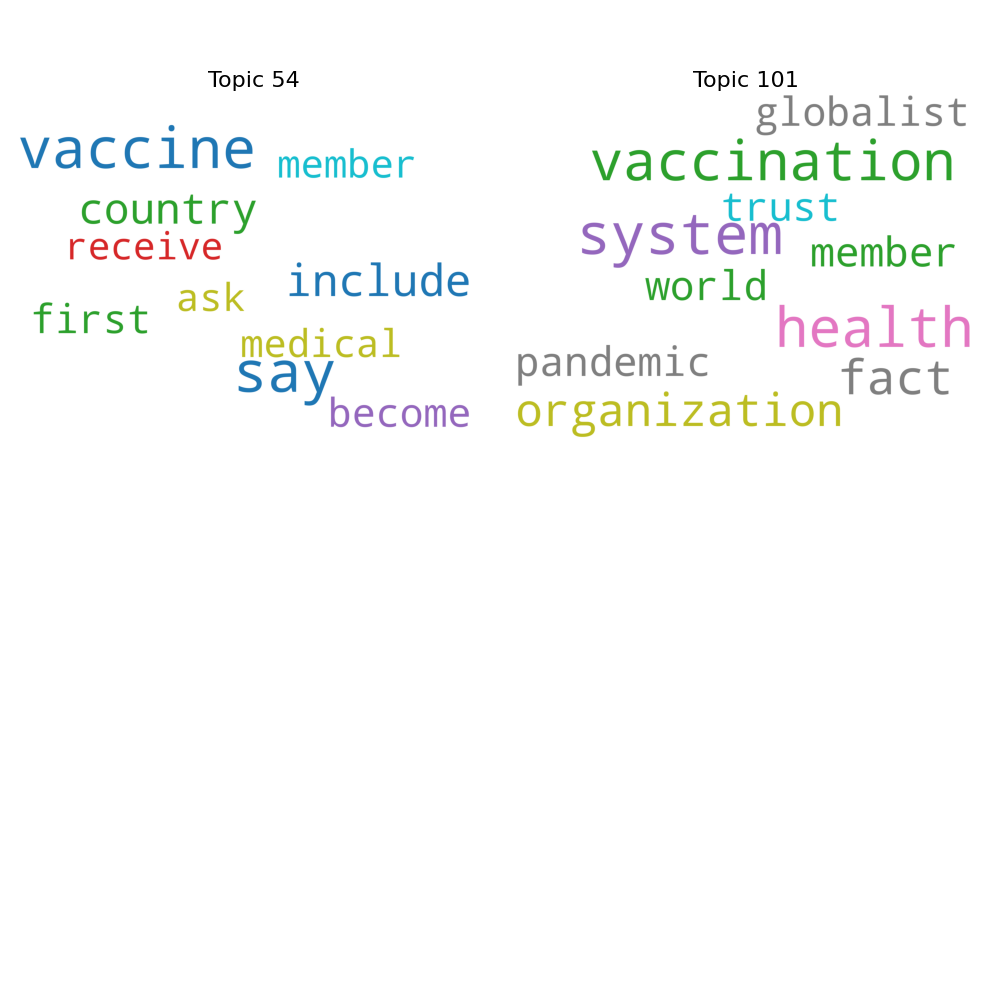 Topic 54
vaccine
member
country
receive
include
ask
first
medical
say
become
Topic 101
globalist
vaccination
trust
system
member
world
health
pandemic
fact
organization